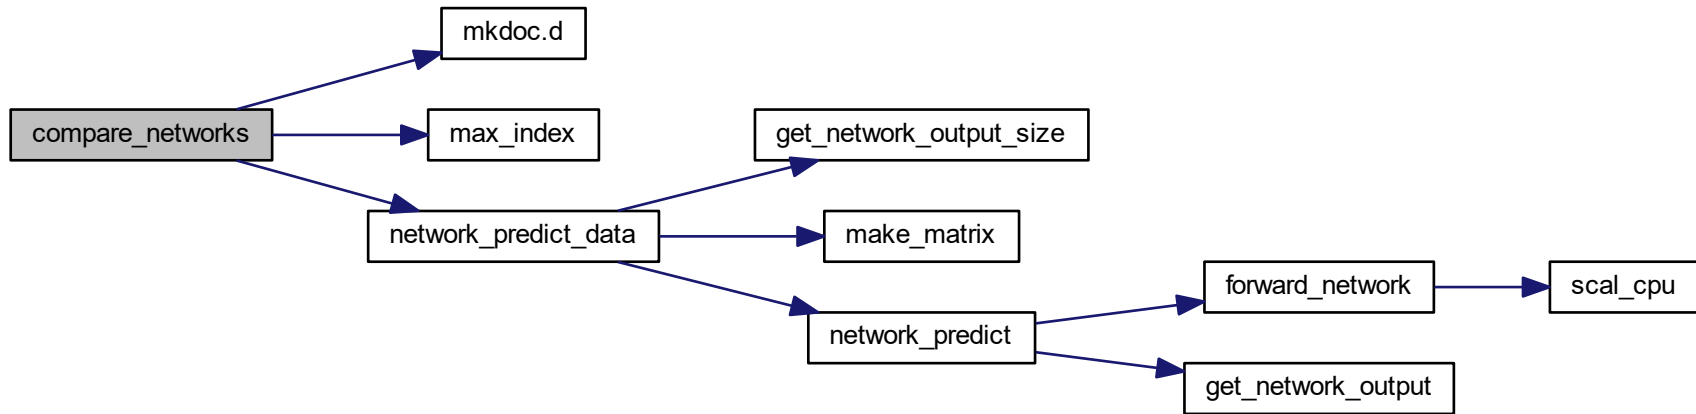 mkdoc.d
compare_networks
max_index
get_network_output_size
network_predict_data
make_matrix
forward_network
scal_cpu
network_predict
get_network_output